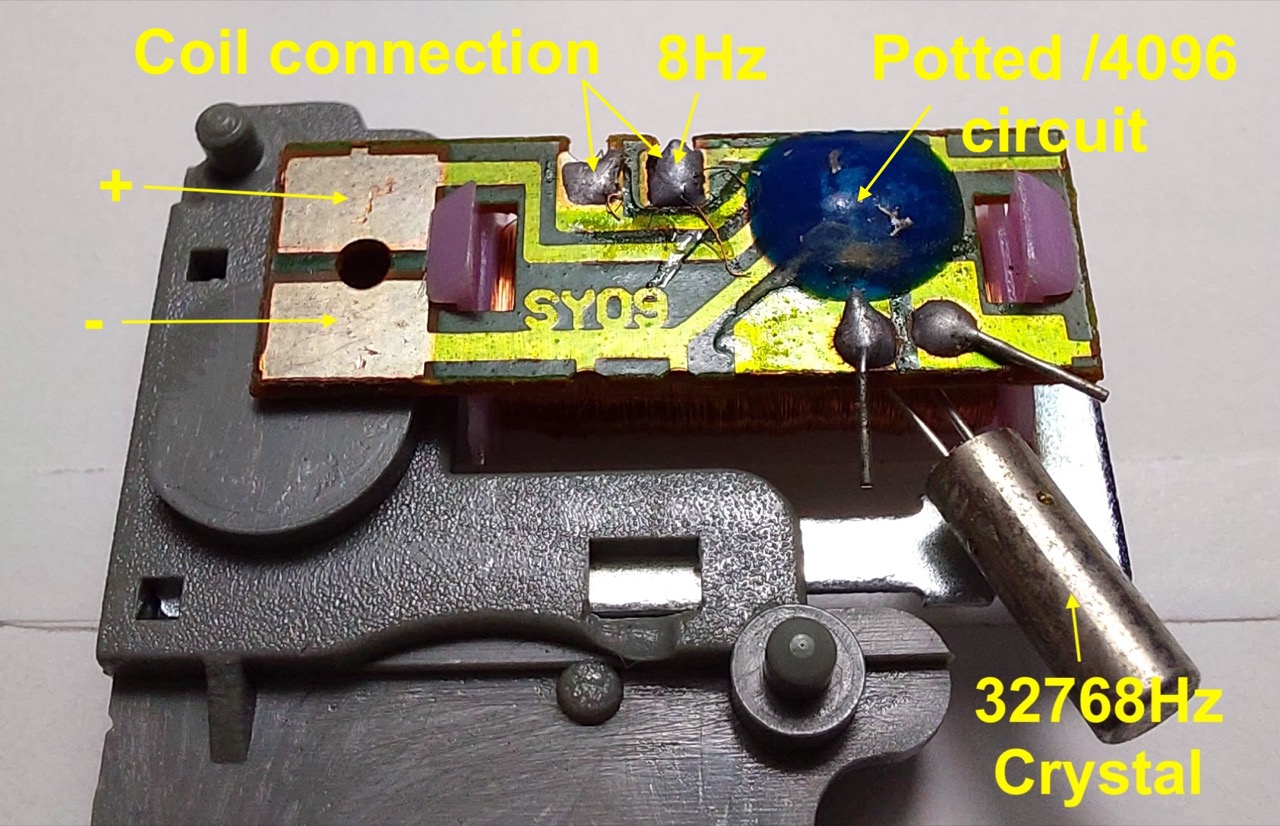 Coil connection
8Hz
Potted /4096
circuit
+
-
SY09
32768Hz
Crystal